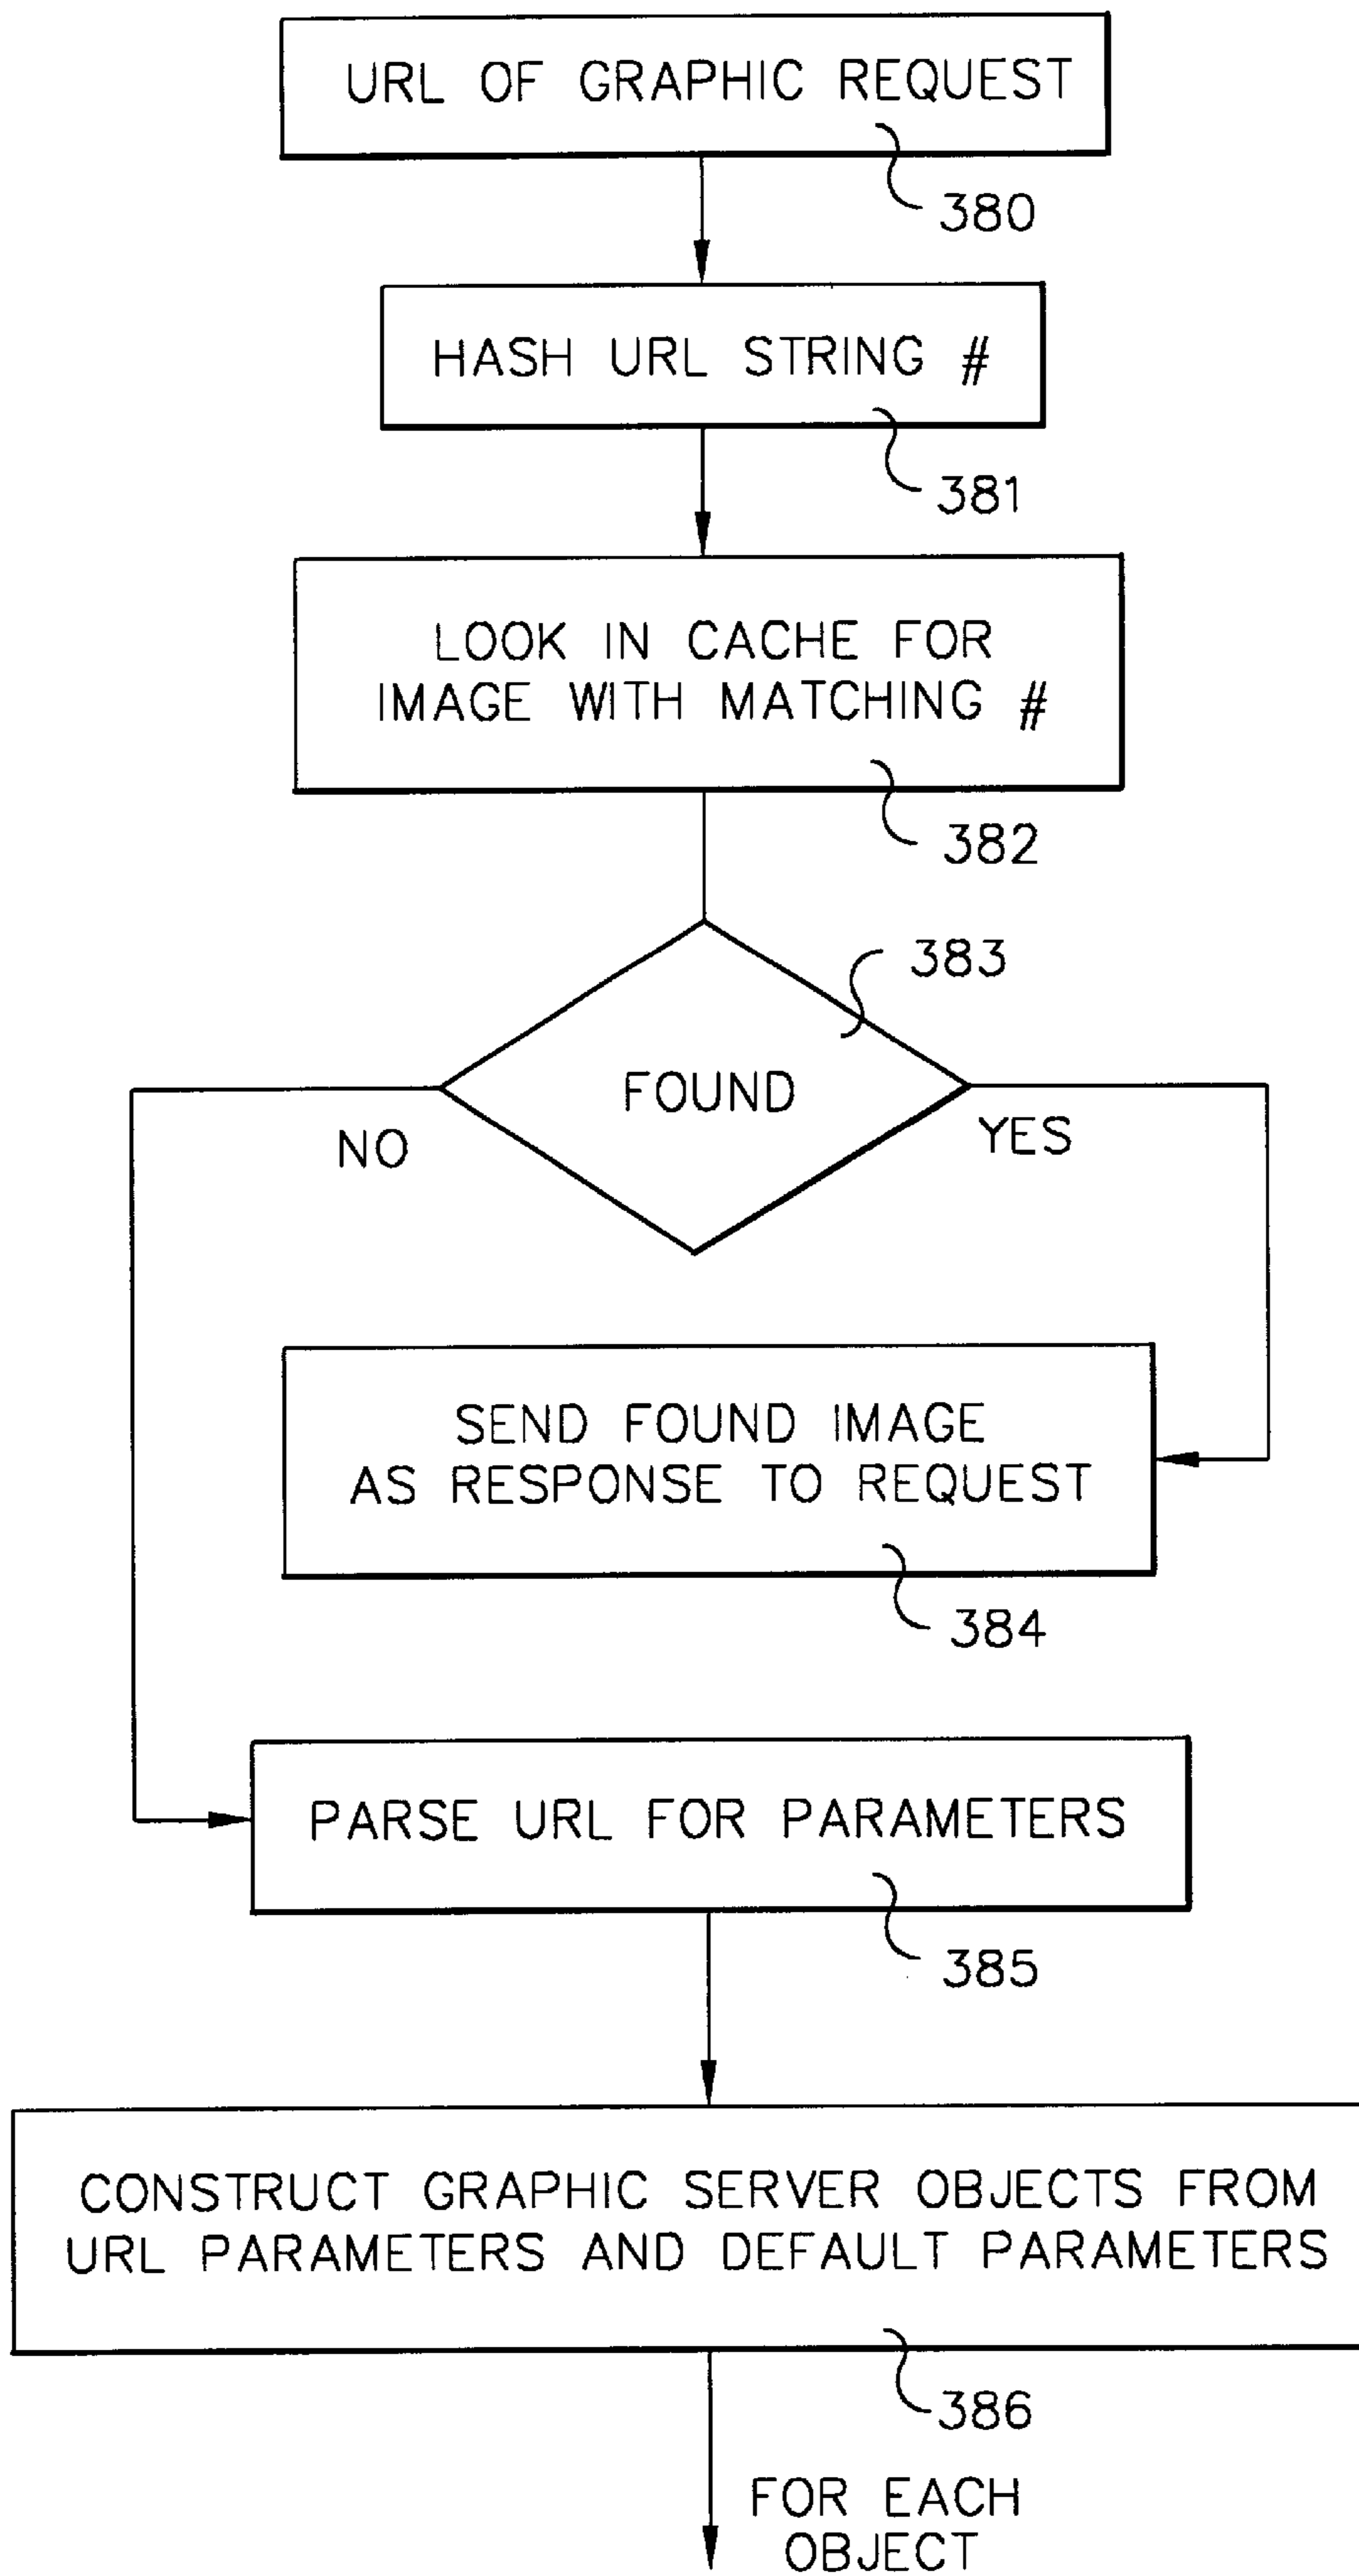 URL OF GRAPHIC REQUEST
380
HASH URL STRING #
381
LOOK IN CACHE FOR
IMAGE WITH MATCHING #
382
383
FOUND
NO
YES
SEND FOUND IMAGE
AS RESPONSE TO REQUEST
384
PARSE URL FOR PARAMETERS
385
CONSTRUCT GRAPHIC SERVER OBJECTS FROM
URL PARAMETERS AND DEFAULT PARAMETERS
386
FOR EACH
OBJECT